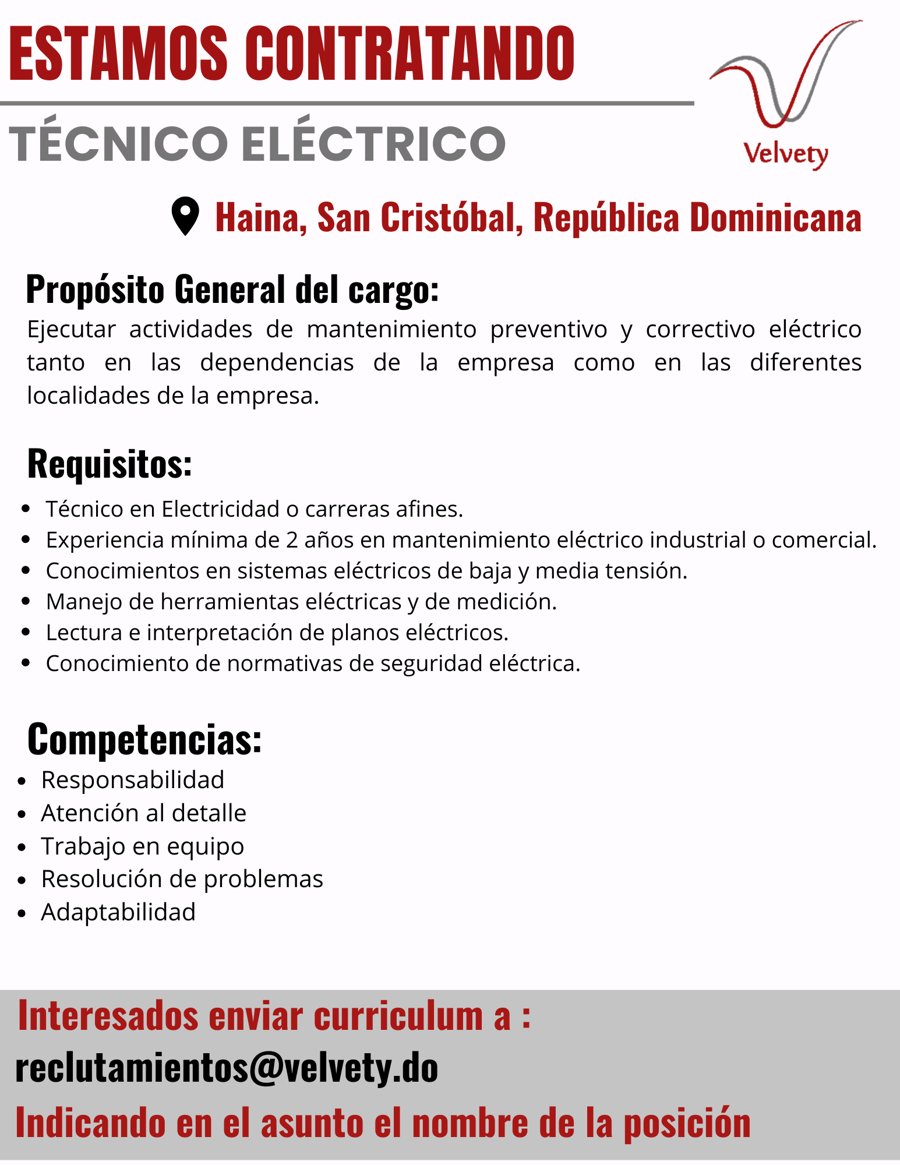 ESTAMOS CONTRATANDO
Velvety
TÉCNICO ELÉCTRICO
Haina, San Cristóbal, República Dominicana
Propósito General del cargo:
Ejecutar actividades de mantenimiento preventivo y correctivo eléctrico
tanto en las dependencias de la empresa como en las diferentes
localidades de la empresa.
Requisitos:
• Técnico en Electricidad o carreras afines.
• Experiencia mínima de 2 años en mantenimiento eléctrico industrial o comercial.
• Conocimientos en sistemas eléctricos de baja y media tensión.
• Manejo de herramientas eléctricas y de medición.
• Lectura e interpretación de planos eléctricos.
• Conocimiento de normativas de seguridad eléctrica.
Competencias:
• Responsabilidad
• Atención al detalle
• Trabajo en equipo
• Resolución de problemas
• Adaptabilidad
Interesados enviar curriculum a :
reclutamientos@velvety.do
Indicando en el asunto el nombre de la posición